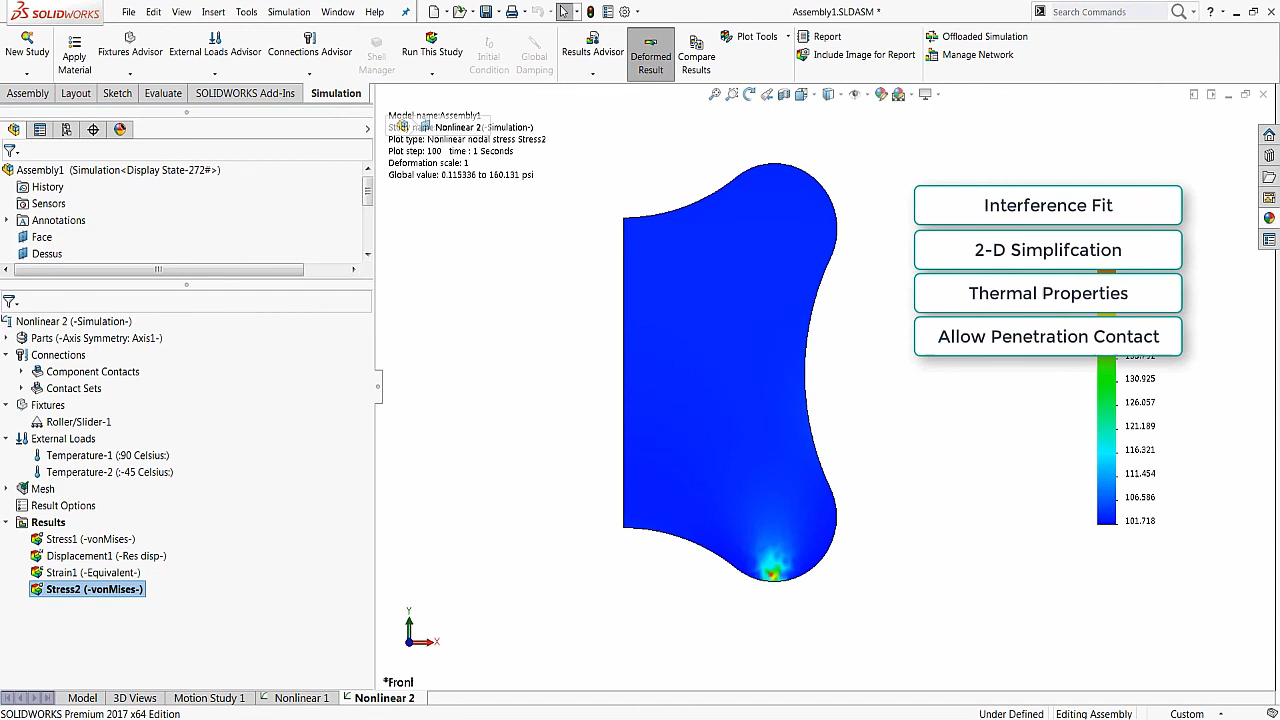 SOLIDWORKS
File Edit View Insert Tools Simulation Window Help
Assembly1.SLDASM *
Search Commands
New Study
Apply Material
Fixtures Advisor
External Loads Advisor
Connections Advisor
Shell Manager
Run This Study
Initial Condition
Global Damping
Results Advisor
Deformed Result
Compare Results
Plot Tools
Report
Include Image for Report
Offloaded Simulation
Manage Network
Assembly Layout Sketch Evaluate SOLIDWORKS Add-Ins Simulation
Assembly1 (Simulation<Display State-272#>)
History
Sensors
Annotations
Face
Dessus
Nonlinear 2 (-Simulation-)
Parts (-Axis Symmetry: Axis1-)
Connections
Component Contacts
Contact Sets
Fixtures
Roller/Slider-1
External Loads
Temperature-1 (:90 Celsius:)
Temperature-2 (:-45 Celsius:)
Mesh
Result Options
Results
Stress1 (-vonMises-)
Displacement1 (-Res disp-)
Strain1 (-Equivalent-)
Stress2 (-vonMises-)
Model name:Assembly1
Study name:Nonlinear 2(-Simulation-)
Plot type: Nonlinear nodal stress Stress2
Plot step: 100 time : 1 Seconds
Deformation scale: 1
Global value: 0.115336 to 160.131 psi
Interference Fit
2-D Simplifcation
Thermal Properties
Allow Penetration Contact
130.925
126.057
121.189
116.321
111.454
106.586
101.718
Y
X
*Front
Model 3D Views Motion Study 1 Nonlinear 1 Nonlinear 2
SOLIDWORKS Premium 2017 x64 Edition
Under Defined Editing Assembly Custom